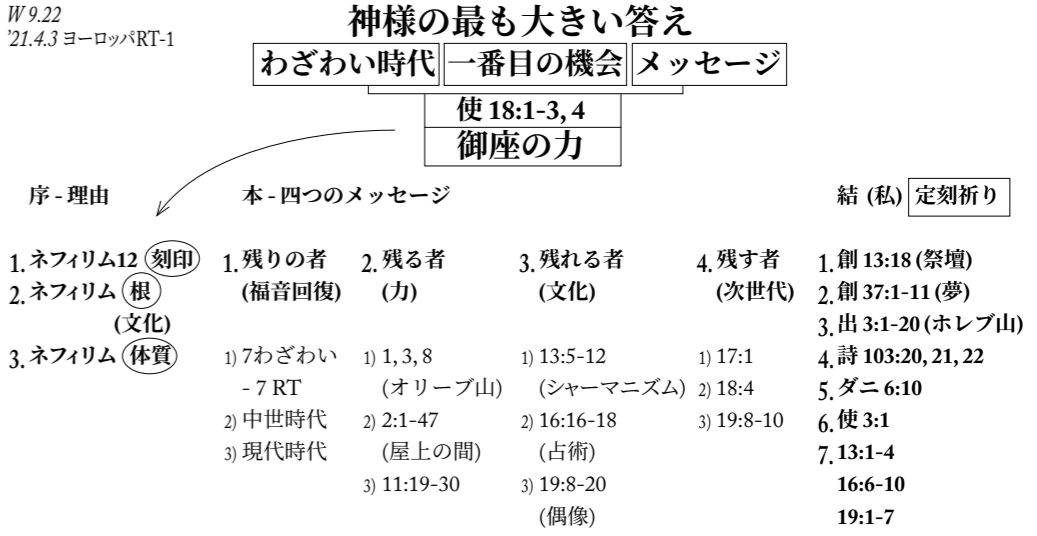 W 9.22
'21.4.3 ヨーロッパRT-1
神様の最も大きい答え
わざわい時代 一番目の機会 メッセージ
使 18:1-3, 4
御座の力
序 - 理由
1. ネフィリム12 刻印
2. ネフィリム 根
(文化)
3. ネフィリム 体質
本 - 四つのメッセージ
1. 残りの者
(福音回復)
1) 7わざわい
- 7 RT
2) 中世時代
3) 現代時代
2. 残る者
(力)
1) 1, 3, 8
(オリーブ山)
2) 2:1-47
(屋上の間)
3) 11:19-30
3. 残れる者
(文化)
1) 13:5-12
(シャーマニズム)
2) 16:16-18
(占術)
3) 19:8-20
(偶像)
4. 残す者
(次世代)
1) 17:1
2) 18:4
3) 19:8-10
結 (私) 定刻祈り
1. 創 13:18 (祭壇)
2. 創 37:1-11 (夢)
3. 出 3:1-20 (ホレブ山)
4. 詩 103:20, 21, 22
5. ダニ 6:10
6. 使 3:1
7. 13:1-4
16:6-10
19:1-7